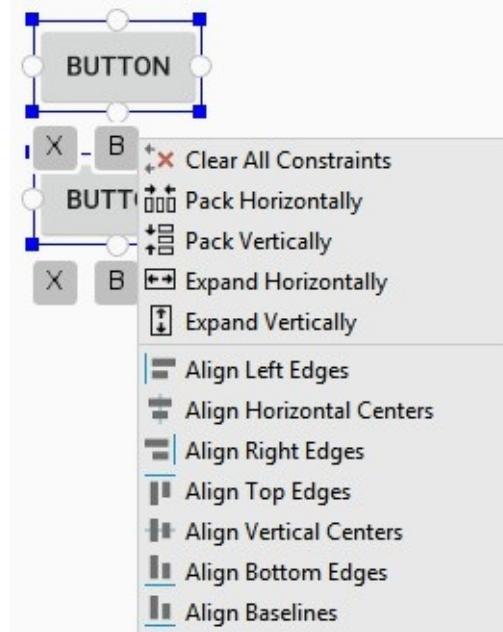 BUTTON
X B
BUTT
X B
Clear All Constraints
Pack Horizontally
Pack Vertically
Expand Horizontally
Expand Vertically
Align Left Edges
Align Horizontal Centers
Align Right Edges
Align Top Edges
Align Vertical Centers
Align Bottom Edges
Align Baselines